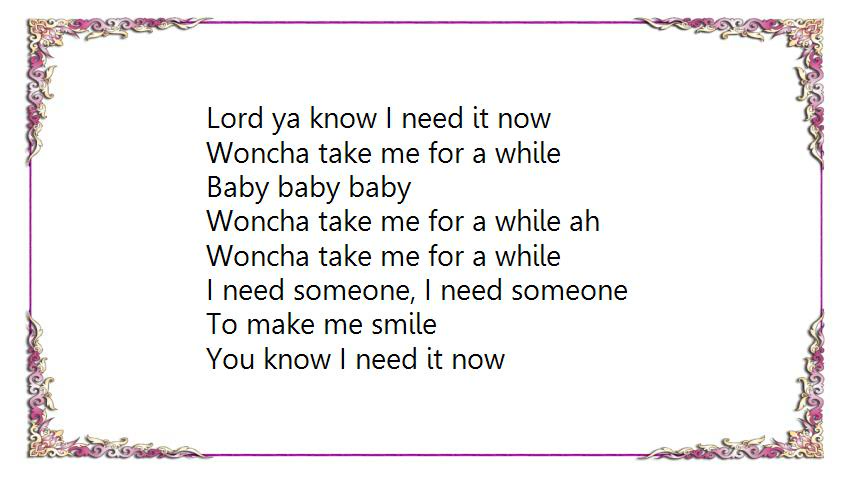 Lord ya know I need it now
Woncha take me for a while
Baby baby baby
Woncha take me for a while ah
Woncha take me for a while
I need someone, I need someone
To make me smile
You know I need it now